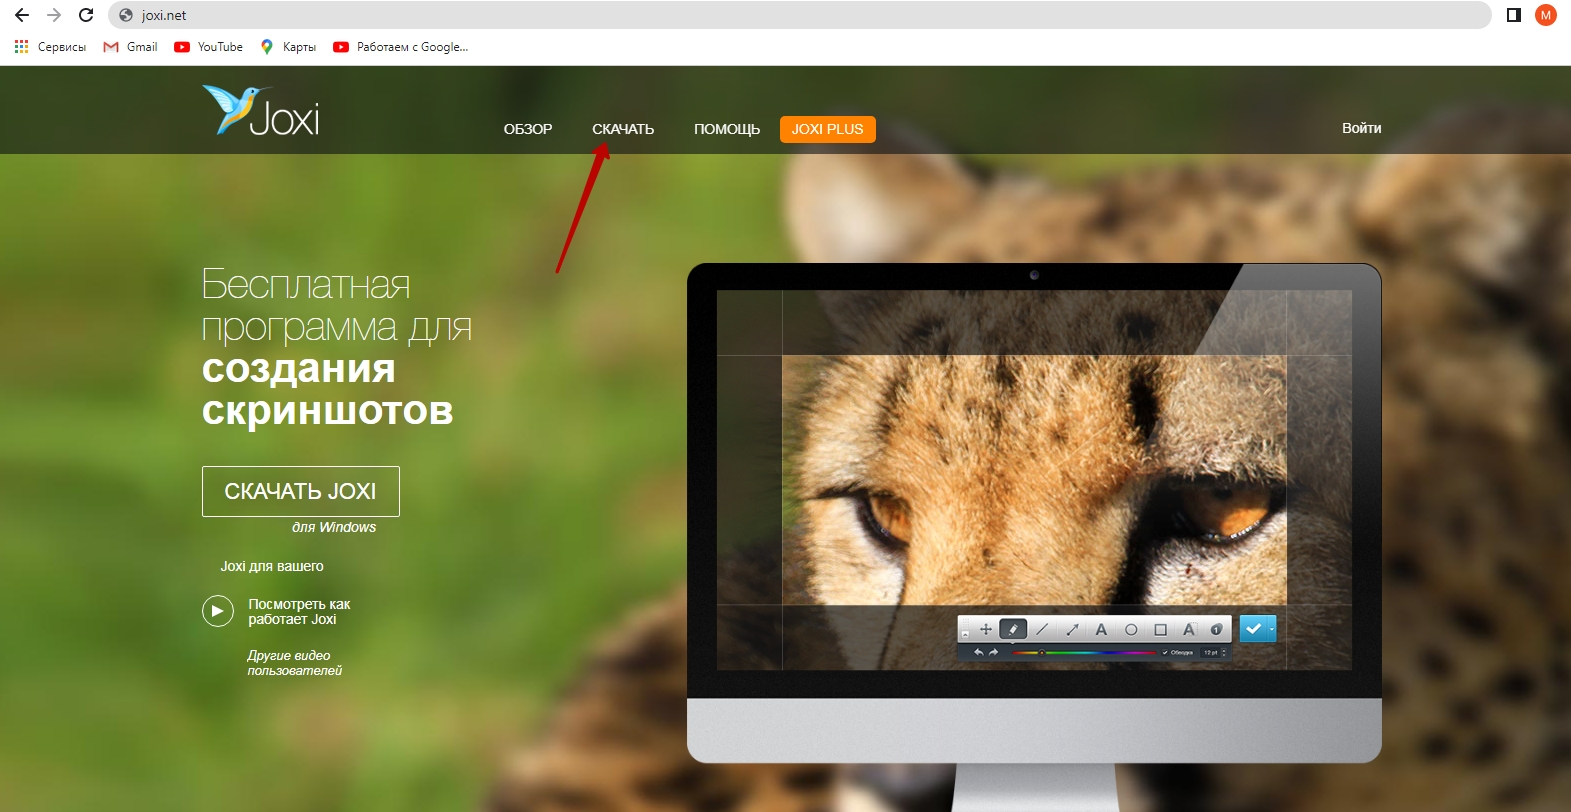 joxi.net
M
Сервисы Gmail YouTube Карты Работаем с Google...
Joxi
ОБЗОР СКАЧАТЬ ПОМОЩЬ JOXI PLUS Войти
Бесплатная
программа для
создания
скриншотов
СКАЧАТЬ JOXI
для Windows
Joxi для вашего
Посмотреть как
работает Joxi
Другие видео
пользователей
A A 1
Обводка 12 pt